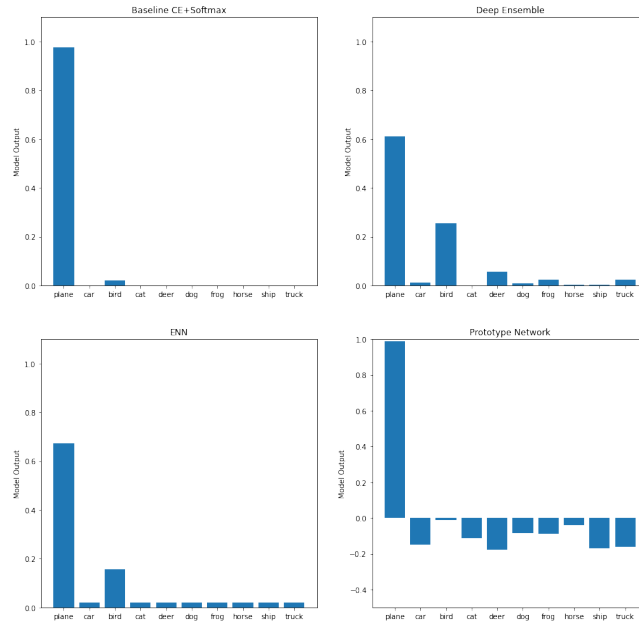 Baseline CE+Softmax
Model Output
1.0
0.8
0.6
0.4
0.2
0.0
plane car bird cat deer dog frog horse ship truck
Deep Ensemble
Model Output
1.0
0.8
0.6
0.4
0.2
0.0
plane car bird cat deer dog frog horse ship truck
ENN
Model Output
1.0
0.8
0.6
0.4
0.2
0.0
plane car bird cat deer dog frog horse ship truck
Prototype Network
Model Output
1.0
0.8
0.6
0.4
0.2
0.0
−0.2
−0.4
plane car bird cat deer dog frog horse ship truck